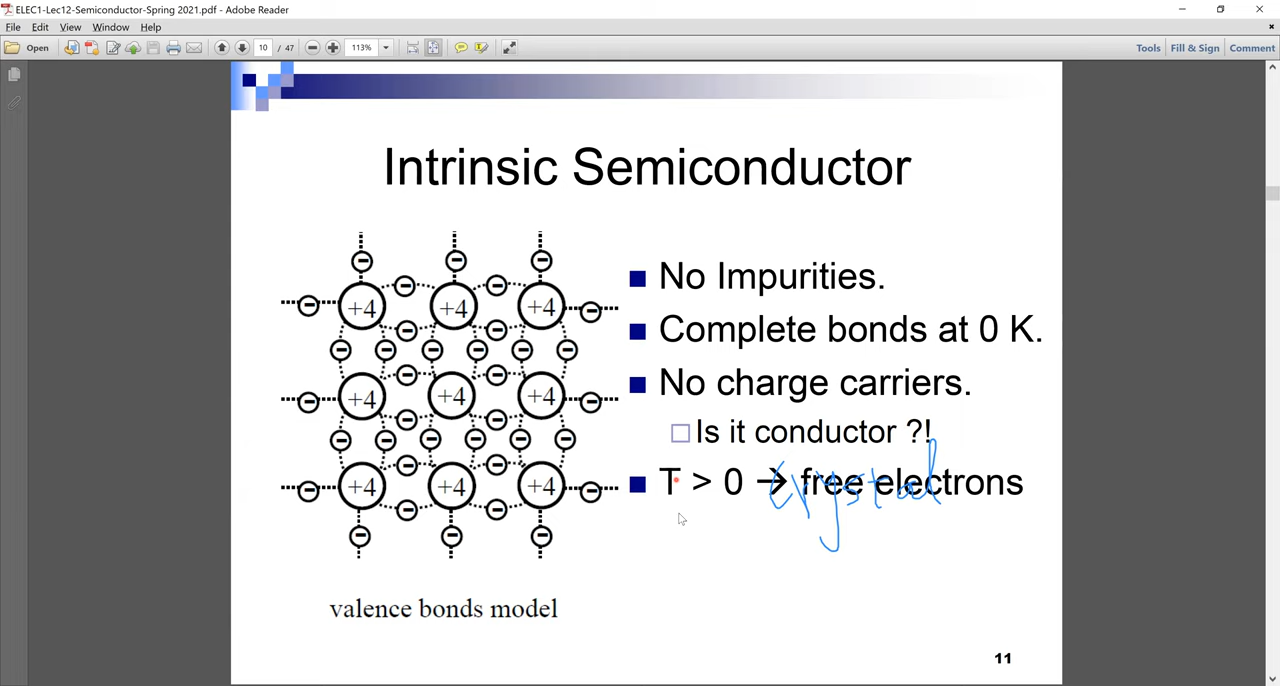 ELEC1-Lec12-Semiconductor-Spring 2021.pdf - Adobe Reader
File Edit View Window Help
Open 10 / 47 113% Tools Fill & Sign Comment
Intrinsic Semiconductor
+4 +4 +4
+4 +4 +4
+4 +4 +4
valence bonds model
No Impurities.
Complete bonds at 0 K.
No charge carriers.
Is it conductor ?!
T > 0 → free electrons
Crystal
11